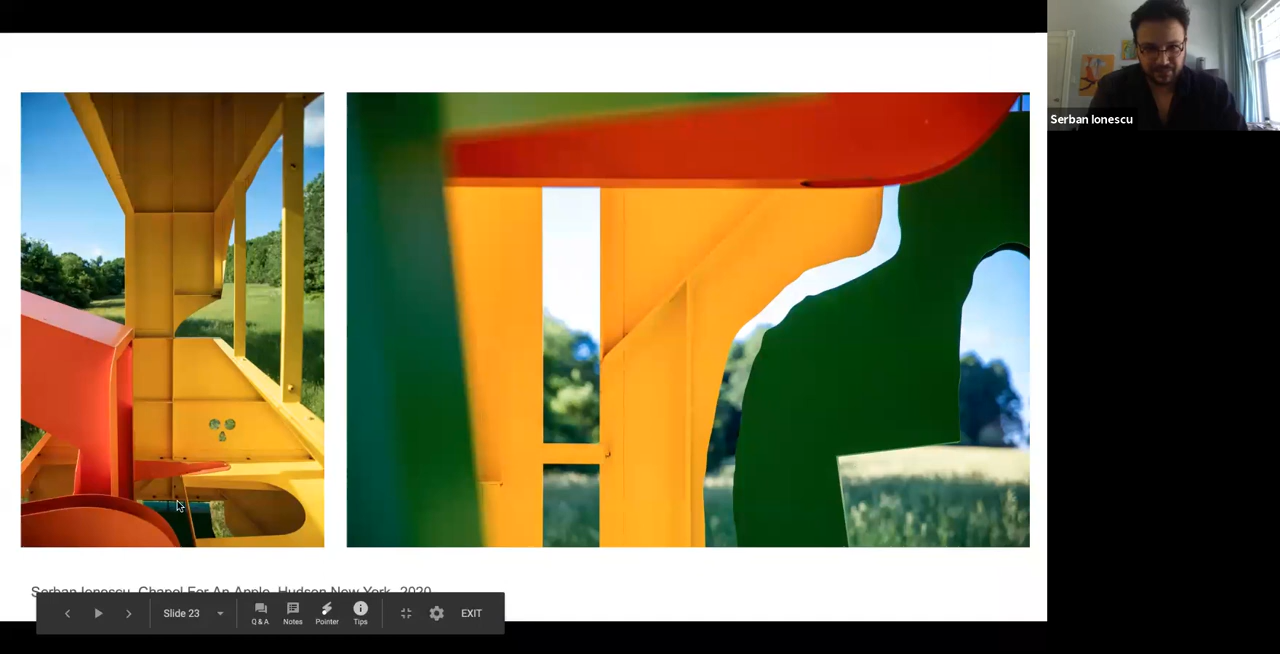 Serban Ionescu
Serban Ionescu, Chapel For An Apple, Hudson New York, 2020
Slide 23
Q & A
Notes
Pointer
Tips
EXIT